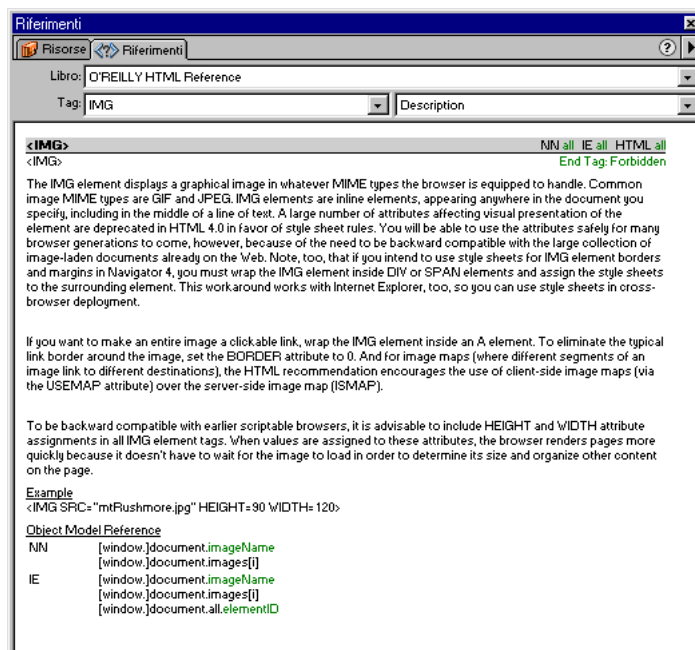 Riferimenti
Risorse
Riferimenti
Libro: O'REILLY HTML Reference
Tag: IMG Description
<IMG> NN all IE all HTML all
<IMG> End Tag: Forbidden
The IMG element displays a graphical image in whatever MIME types the browser is equipped to handle. Common
image MIME types are GIF and JPEG. IMG elements are inline elements, appearing anywhere in the document you
specify, including in the middle of a line of text. A large number of attributes affecting visual presentation of the
element are deprecated in HTML 4.0 in favor of style sheet rules. You will be able to use the attributes safely for many
browser generations to come, however, because of the need to be backward compatible with the large collection of
image-laden documents already on the Web. Note, too, that if you intend to use style sheets for IMG element borders
and margins in Navigator 4, you must wrap the IMG element inside DIV or SPAN elements and assign the style sheets
to the surrounding element. This workaround works with Internet Explorer, too, so you can use style sheets in cross-
browser deployment.
If you want to make an entire image a clickable link, wrap the IMG element inside an A element. To eliminate the typical
link border around the image, set the BORDER attribute to 0. And for image maps (where different segments of an
image link to different destinations), the HTML recommendation encourages the use of client-side image maps (via
the USEMAP attribute) over the server-side image map (ISMAP).
To be backward compatible with earlier scriptable browsers, it is advisable to include HEIGHT and WIDTH attribute
assignments in all IMG element tags. When values are assigned to these attributes, the browser renders pages more
quickly because it doesn't have to wait for the image to load in order to determine its size and organize other content
on the page.
Example
<IMG SRC="mtRushmore.jpg" HEIGHT=90 WIDTH=120>
Object Model Reference
NN [window.]document.imageName
[window.]document.images[i]
IE [window.]document.imageName
[window.]document.images[i]
[window.]document.all.elementID